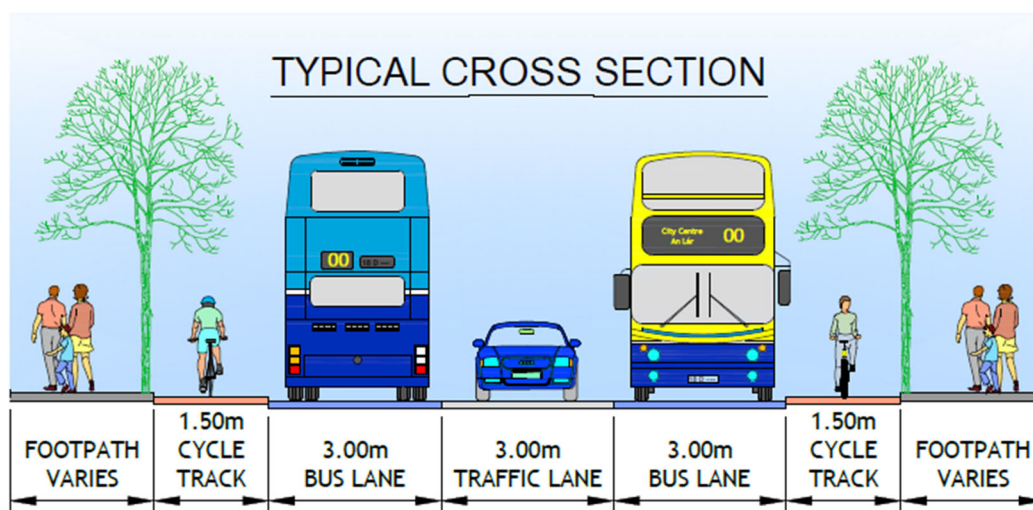 TYPICAL CROSS SECTION
00
City Centre
An Lár
00
FOOTPATH
VARIES
1.50m
CYCLE
TRACK
3.00m
BUS LANE
3.00m
TRAFFIC LANE
3.00m
BUS LANE
1.50m
CYCLE
TRACK
FOOTPATH
VARIES